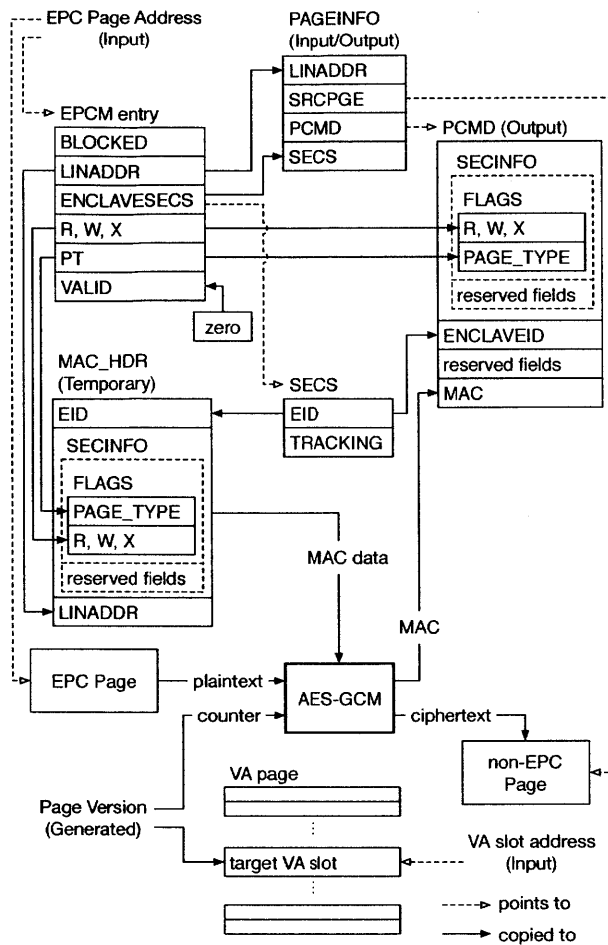 EPC Page Address
(Input)
PAGEINFO
(Input/Output)
LINADDR
SRCPGE
PCMD
SECS
EPCM entry
BLOCKED
LINADDR
ENCLAVESECS
R, W, X
PT
VALID
zero
PCMD (Output)
SECINFO
FLAGS
R, W, X
PAGE_TYPE
reserved fields
ENCLAVEID
reserved fields
MAC
MAC_HDR
(Temporary)
EID
SECINFO
FLAGS
PAGE_TYPE
R, W, X
reserved fields
LINADDR
SECS
EID
TRACKING
MAC data
MAC
EPC Page
plaintext
counter
AES-GCM
ciphertext
non-EPC
Page
VA page
⋮
Page Version
(Generated)
target VA slot
⋮
VA slot address
(Input)
points to
copied to